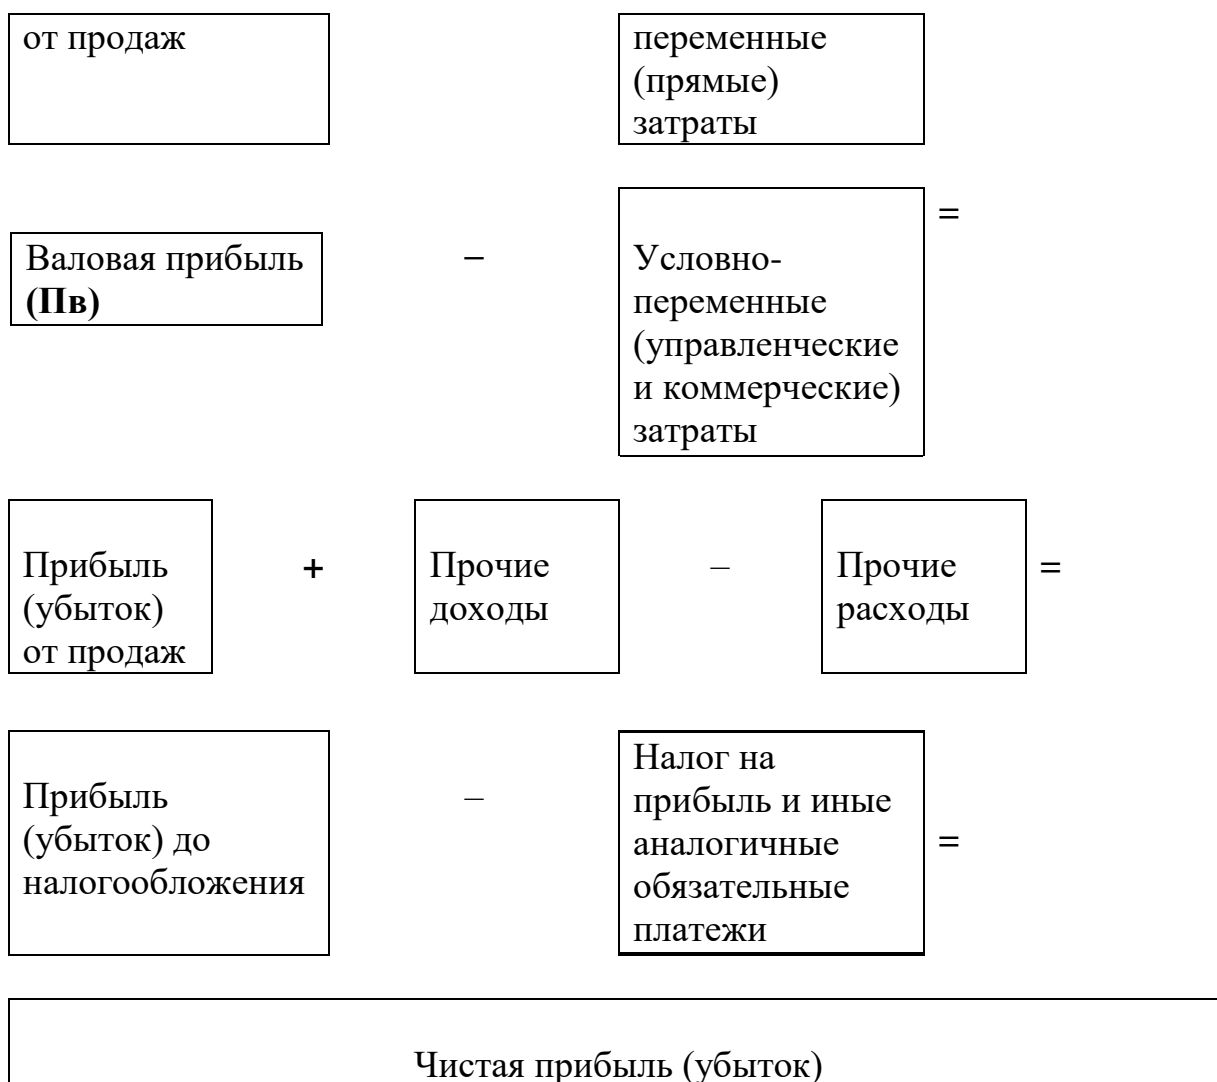 от продаж
–
переменные
(прямые)
затраты
Валовая прибыль
(Пв)
–
Условно-
переменные
(управленческие
и коммерческие)
затраты
=
Прибыль
(убыток)
от продаж
+
Прочие
доходы
–
Прочие
расходы
=
Прибыль
(убыток) до
налогообложения
–
Налог на
прибыль и иные
аналогичные
обязательные
платежи
=
Чистая прибыль (убыток)